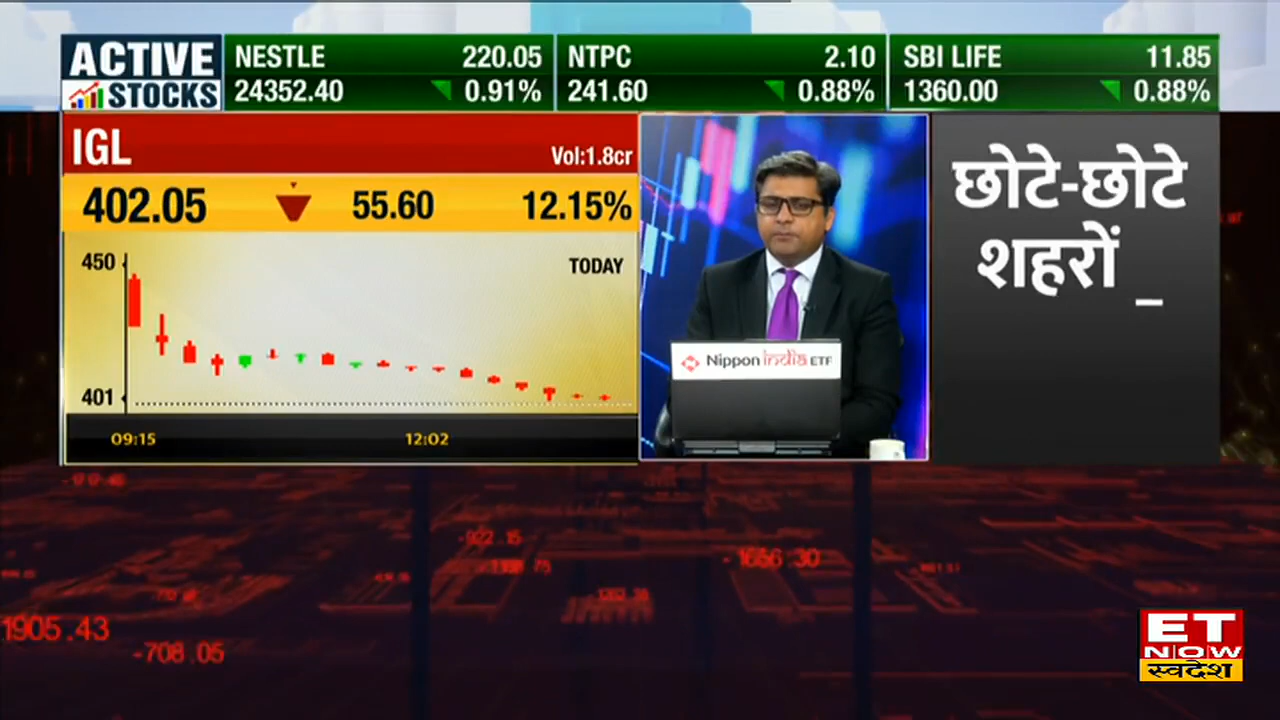 ACTIVE
STOCKS
NESTLE 220.05
24352.40 0.91%
NTPC 2.10
241.60 0.88%
SBI LIFE 11.85
1360.00 0.88%
IGL
Vol:1.8cr
402.05 55.60 12.15%
450
TODAY
401
09:15 12:02
Nippon india ETF
छोटे-छोटे
शहरों _
-922.15
-1656.30
1905.43
-708.05
ET
NOW
स्वदेश